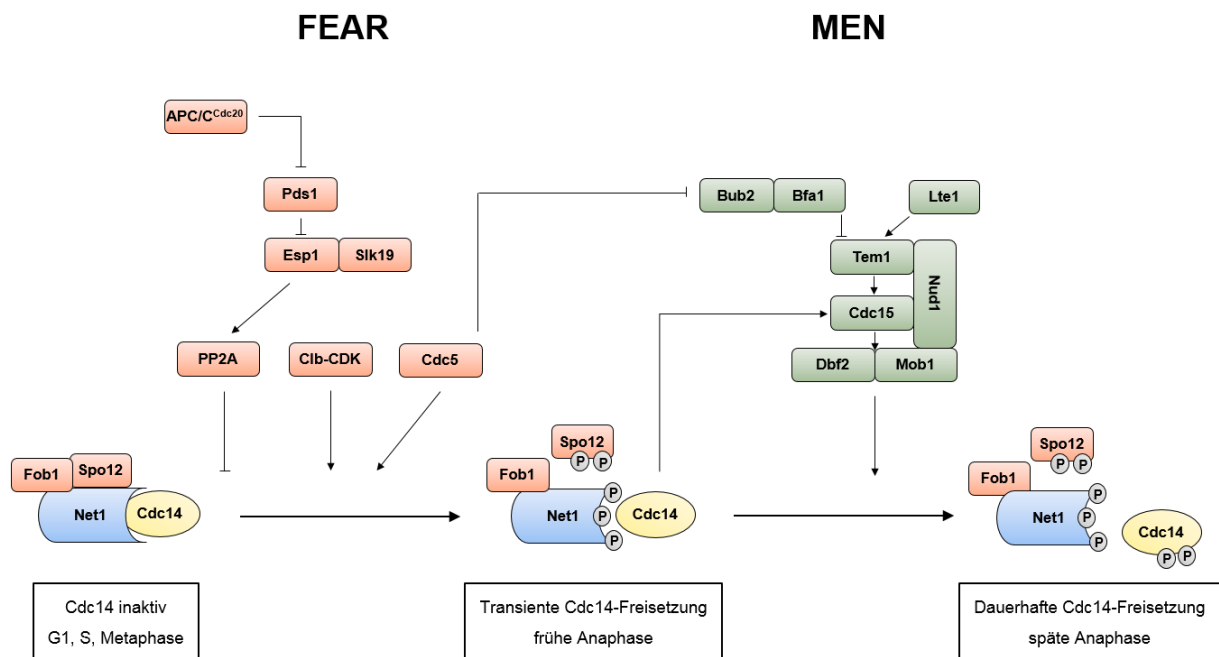 FEAR
MEN
APC/CCdc20
Pds1
Esp1
Slk19
PP2A
Clb-CDK
Cdc5
Bub2
Bfa1
Lte1
Tem1
Nud1
Cdc15
Dbf2
Mob1
Fob1
Spo12
Net1
Cdc14
Spo12
P P
Fob1
P
Net1
P
Cdc14
P
Spo12
P P
Fob1
P
Net1
P
Cdc14
P
P P
Cdc14 inaktiv
G1, S, Metaphase
Transiente Cdc14-Freisetzung
frühe Anaphase
Dauerhafte Cdc14-Freisetzung
späte Anaphase